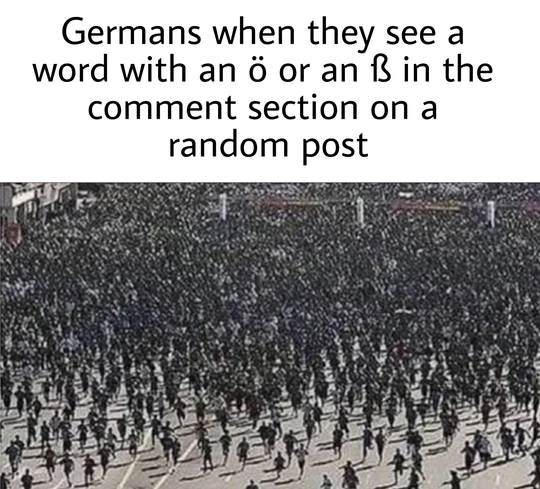 Germans when they see a
word with an ö or an ß in the
comment section on a
random post